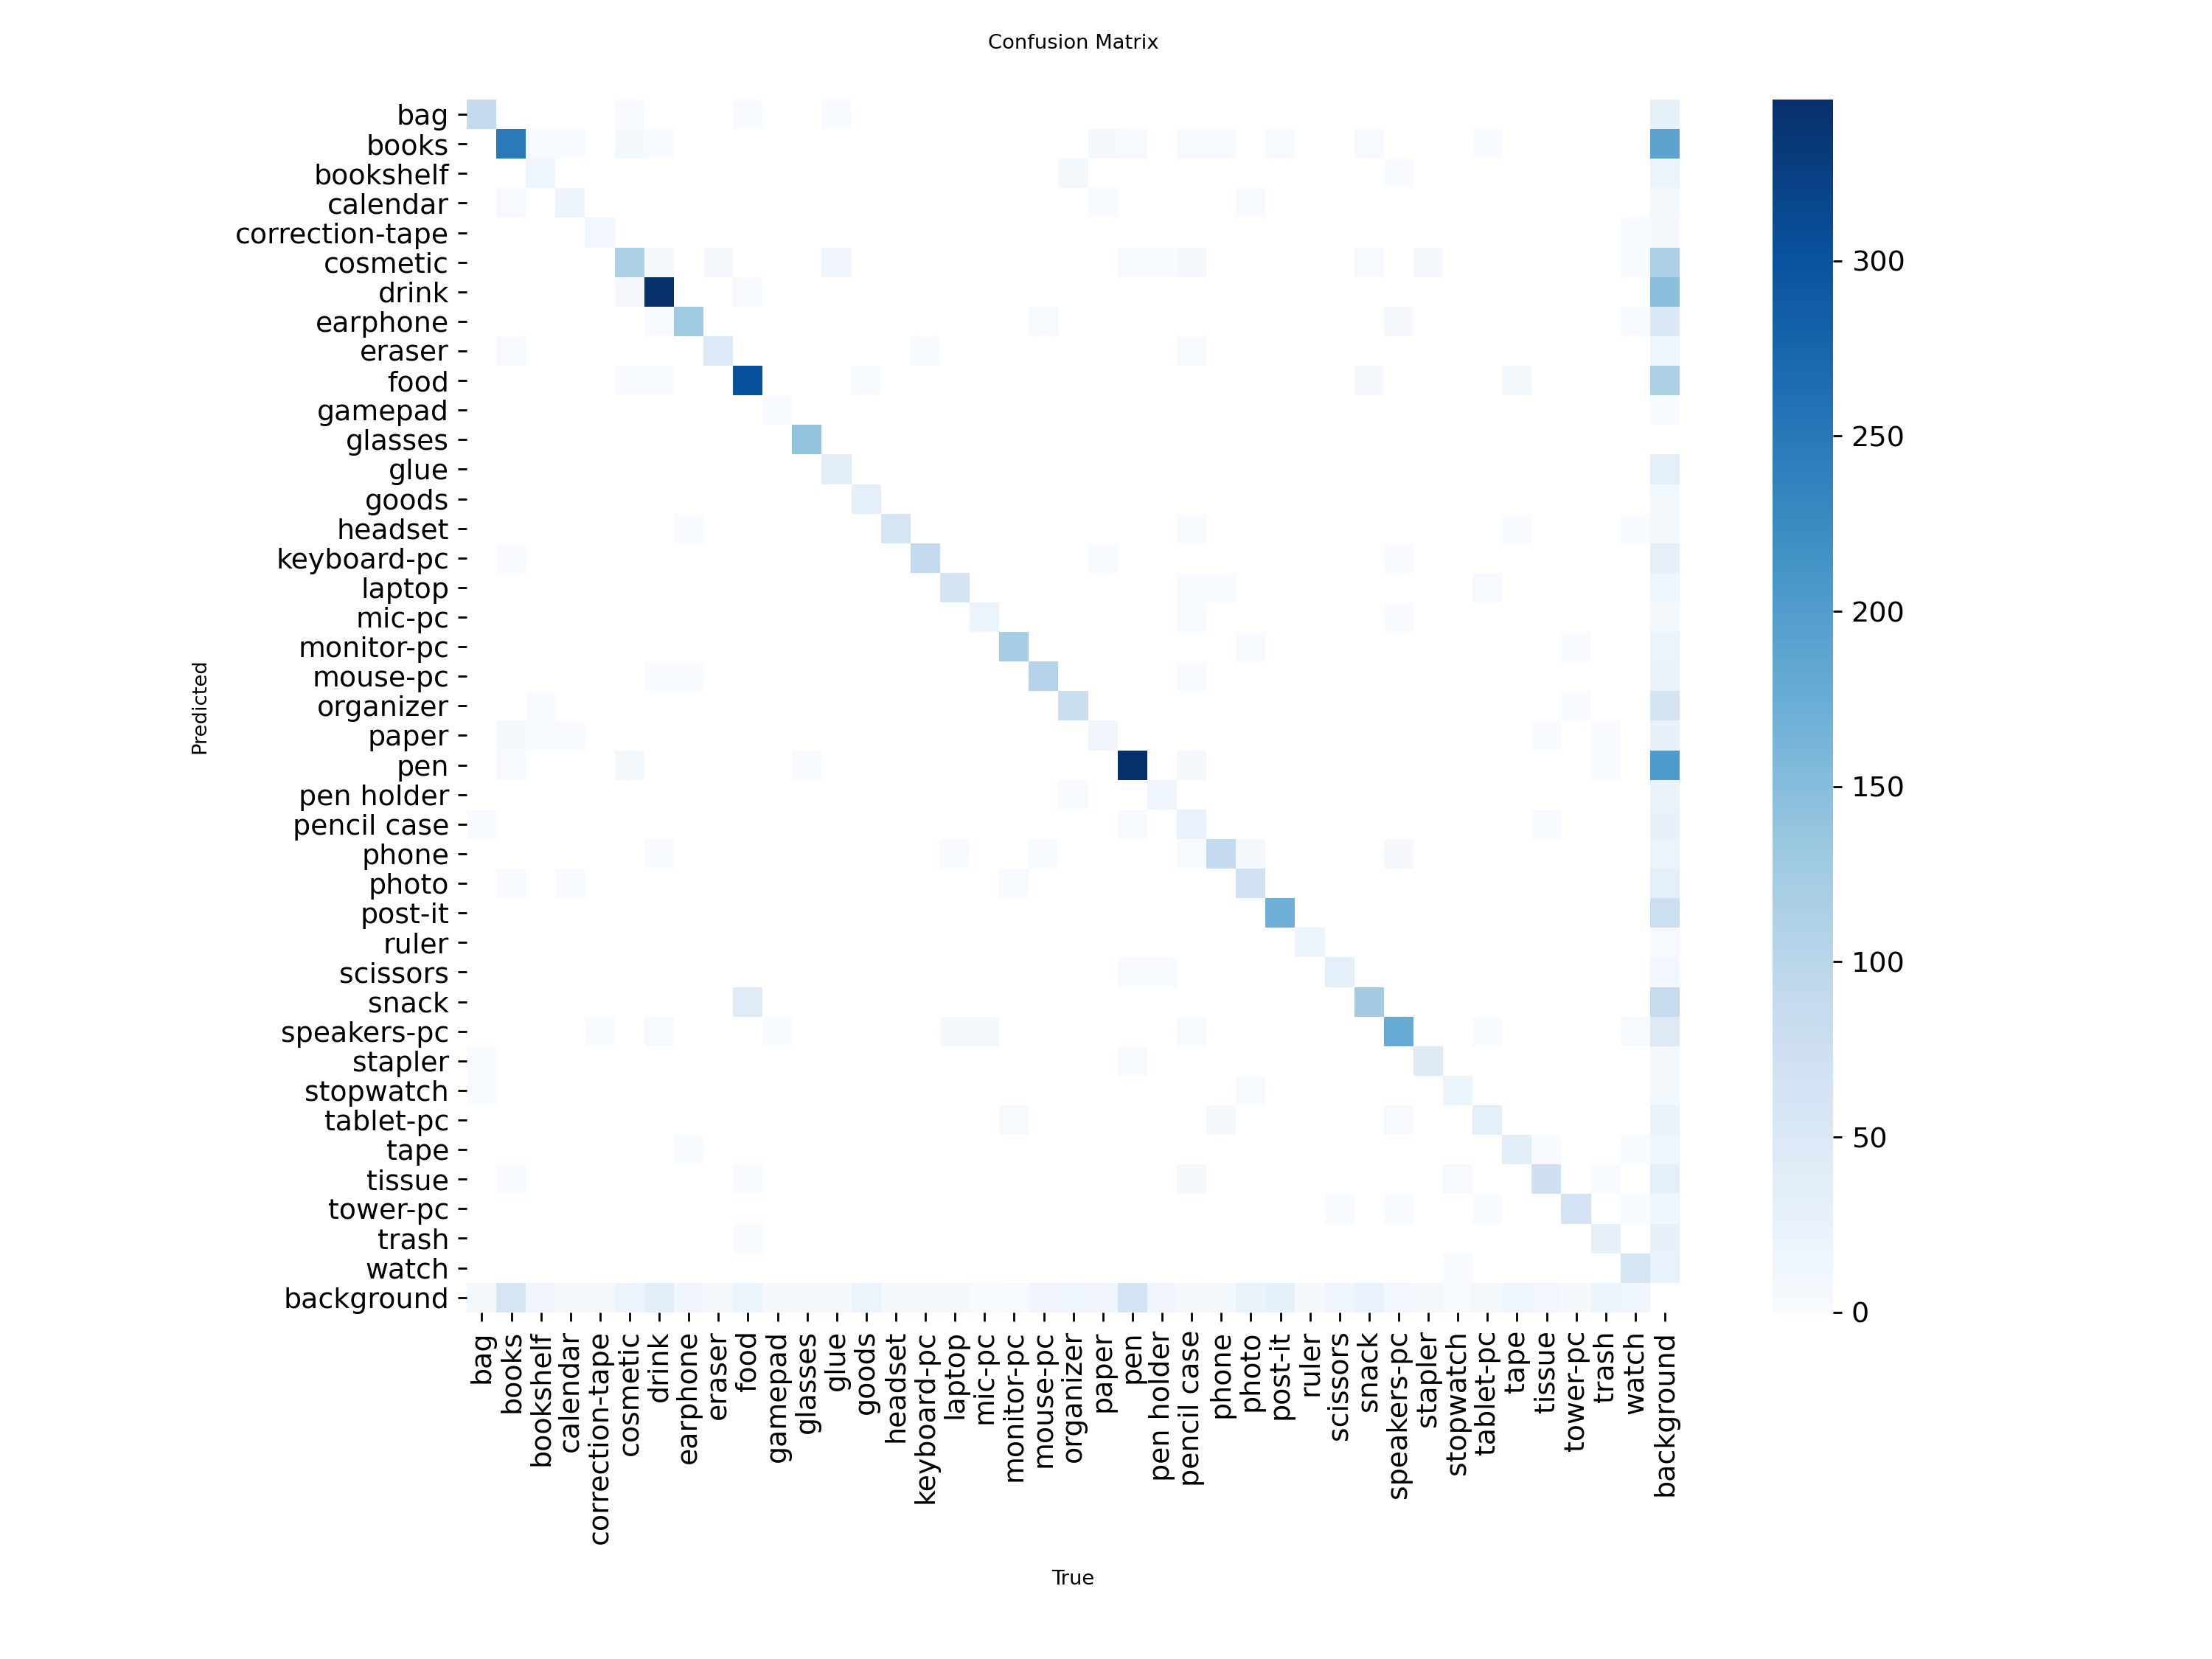 Confusion Matrix
Predicted
bag
books
bookshelf
calendar
correction-tape
cosmetic
drink
earphone
eraser
food
gamepad
glasses
glue
goods
headset
keyboard-pc
laptop
mic-pc
monitor-pc
mouse-pc
organizer
paper
pen
pen holder
pencil case
phone
photo
post-it
ruler
scissors
snack
speakers-pc
stapler
stopwatch
tablet-pc
tape
tissue
tower-pc
trash
watch
background
bag
books
bookshelf
calendar
correction-tape
cosmetic
drink
earphone
eraser
food
gamepad
glasses
glue
goods
headset
keyboard-pc
laptop
mic-pc
monitor-pc
mouse-pc
organizer
paper
pen
pen holder
pencil case
phone
photo
post-it
ruler
scissors
snack
speakers-pc
stapler
stopwatch
tablet-pc
tape
tissue
tower-pc
trash
watch
background
True
300
250
200
150
100
50
0